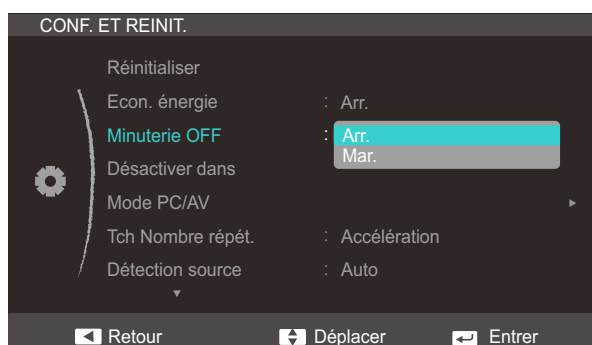 CONF. ET REINIT.
Réinitialiser
Econ. énergie : Arr.
Minuterie OFF : Arr.
Mar.
Désactiver dans
Mode PC/AV
Tch Nombre répét. : Accélération
Détection source : Auto
Retour Déplacer Entrer